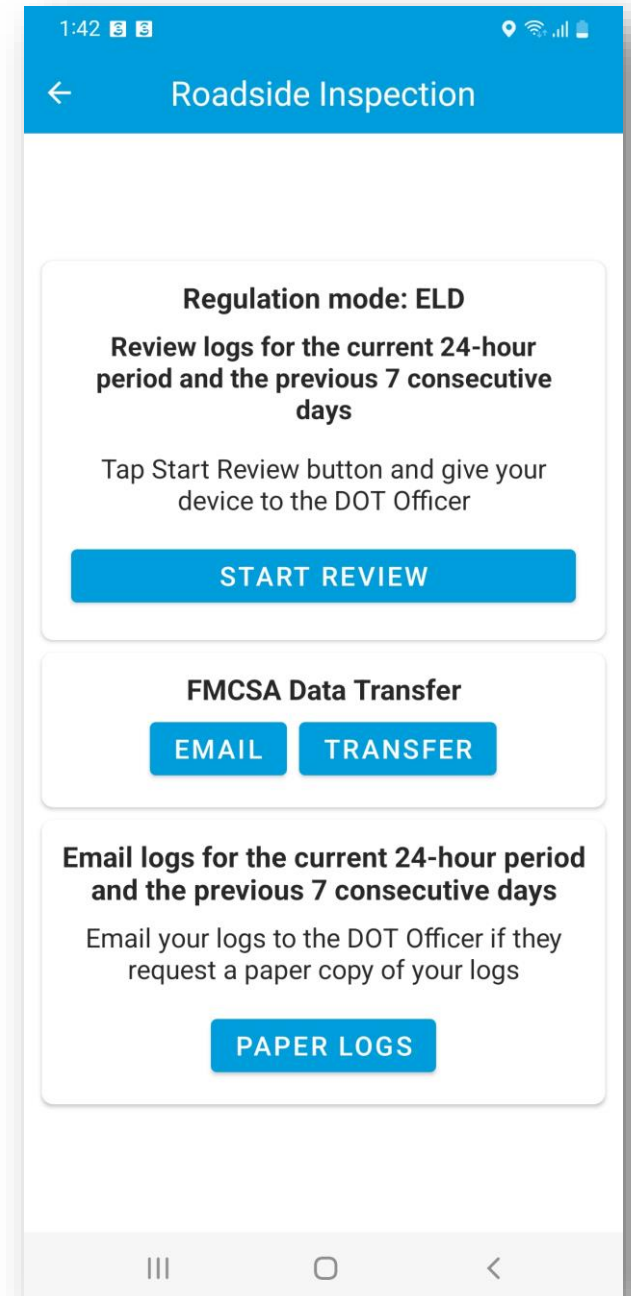 1:42
Roadside Inspection
Regulation mode: ELD
Review logs for the current 24-hour
period and the previous 7 consecutive
days
Tap Start Review button and give your
device to the DOT Officer
START REVIEW
FMCSA Data Transfer
EMAIL TRANSFER
Email logs for the current 24-hour period
and the previous 7 consecutive days
Email your logs to the DOT Officer if they
request a paper copy of your logs
PAPER LOGS